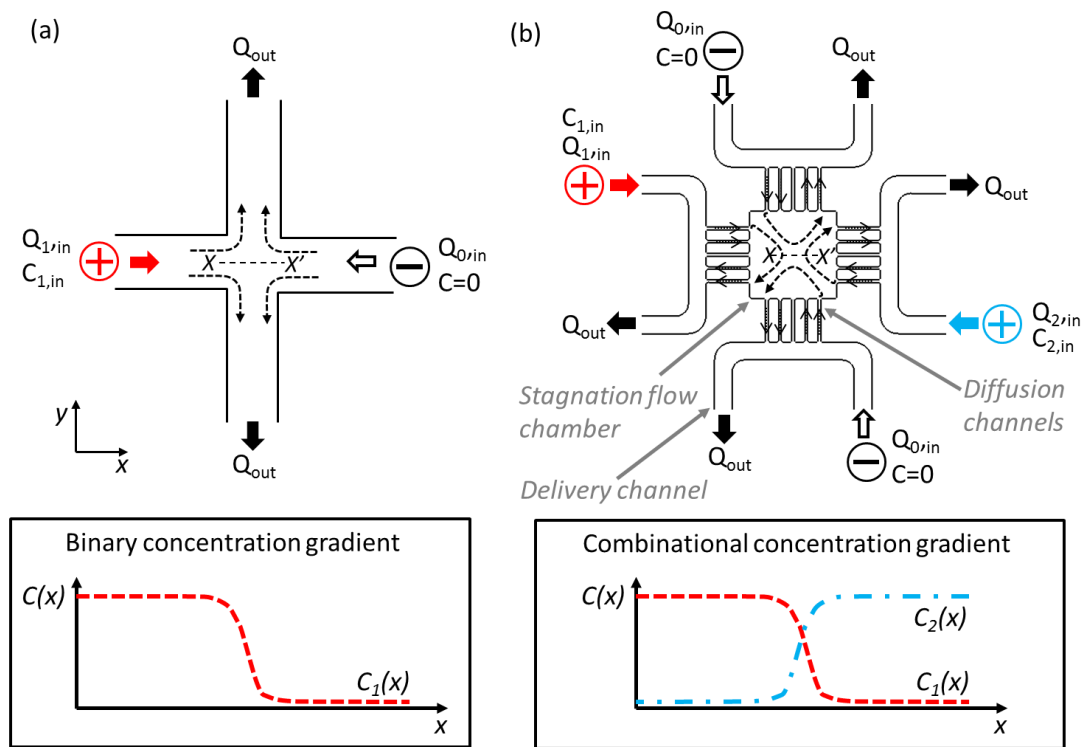 (a)
Q_out
Q_1,in
C_1,in
+
X
X'
−
Q_0,in
C=0
y
x
Q_out
Binary concentration gradient
C(x)
C_1(x)
x
(b)
Q_0,in
C=0
−
Q_out
C_1,in
Q_1,in
+
Q_out
X
X'
Q_out
+
Q_2,in
C_2,in
Stagnation flow
chamber
Diffusion
channels
Delivery channel
Q_out
−
Q_0,in
C=0
Combinational concentration gradient
C(x)
C_2(x)
C_1(x)
x